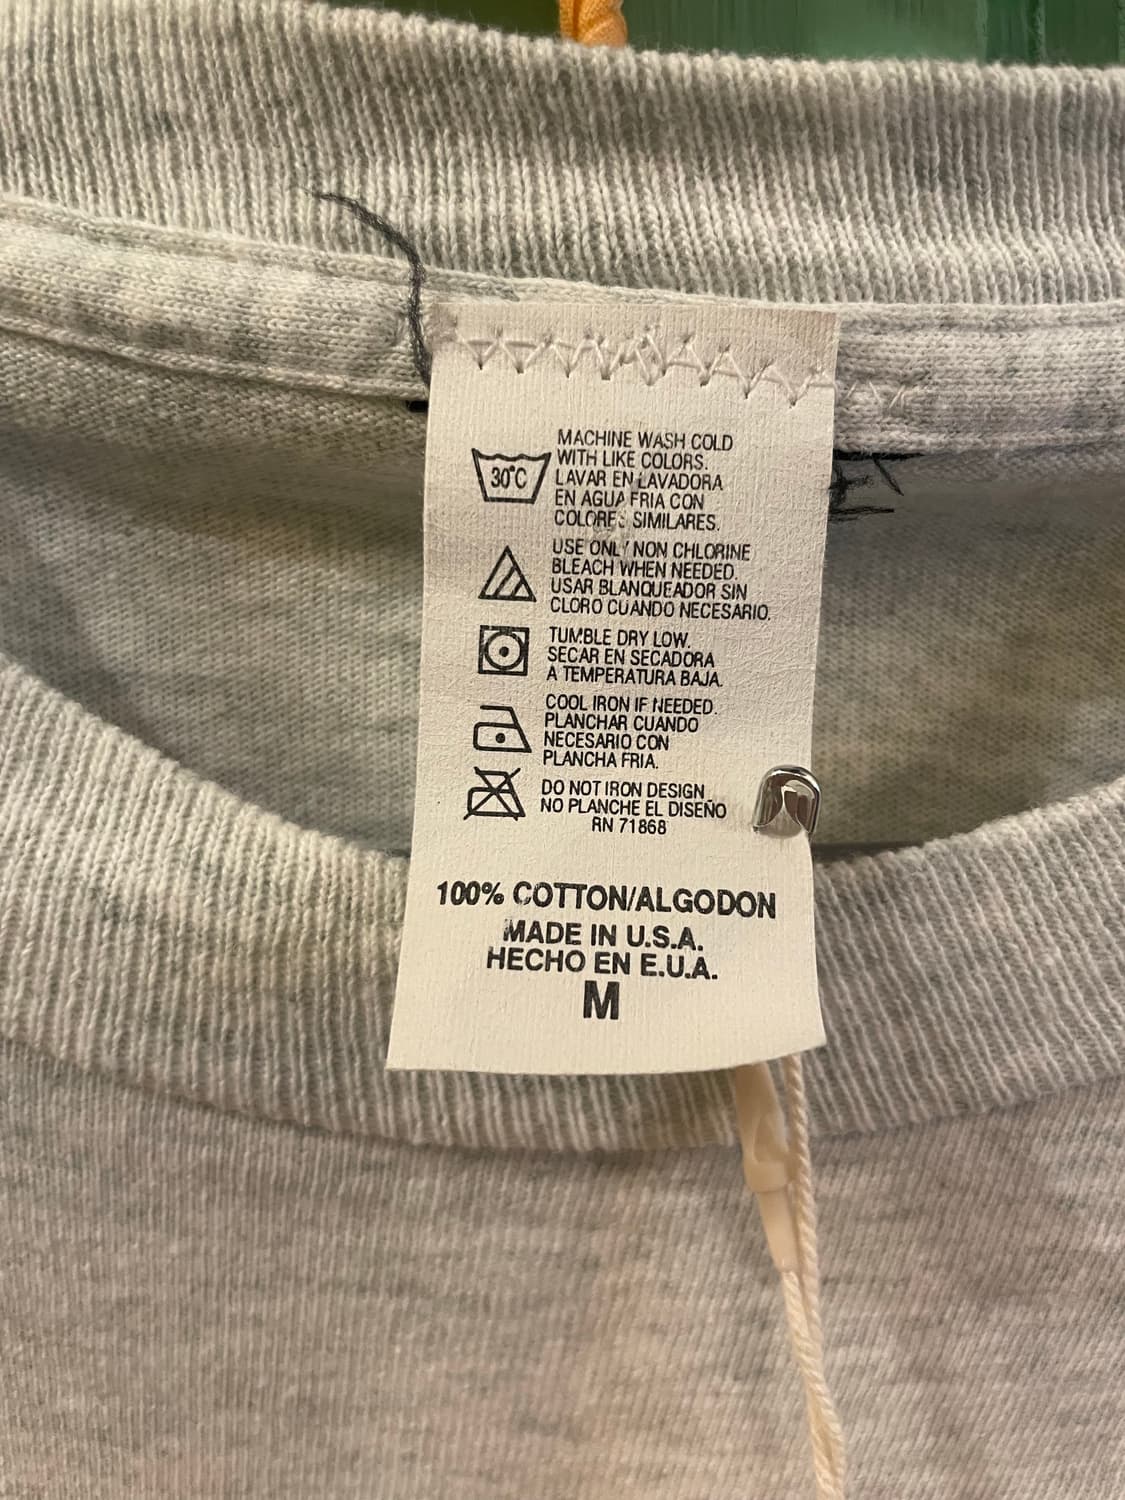 MACHINE WASH COLD
WITH LIKE COLORS.
30°C
LAVAR EN LAVADORA
EN AGUA FRIA CON
COLORES SIMILARES.
USE ONLY NON CHLORINE
BLEACH WHEN NEEDED.
USAR BLANQUEADOR SIN
CLORO CUANDO NECESARIO.
TUMBLE DRY LOW.
SECAR EN SECADORA
A TEMPERATURA BAJA.
COOL IRON IF NEEDED.
PLANCHAR CUANDO
NECESARIO CON
PLANCHA FRIA.
DO NOT IRON DESIGN
NO PLANCHE EL DISEÑO
RN 71868
100% COTTON/ALGODON
MADE IN U.S.A.
HECHO EN E.U.A.
M